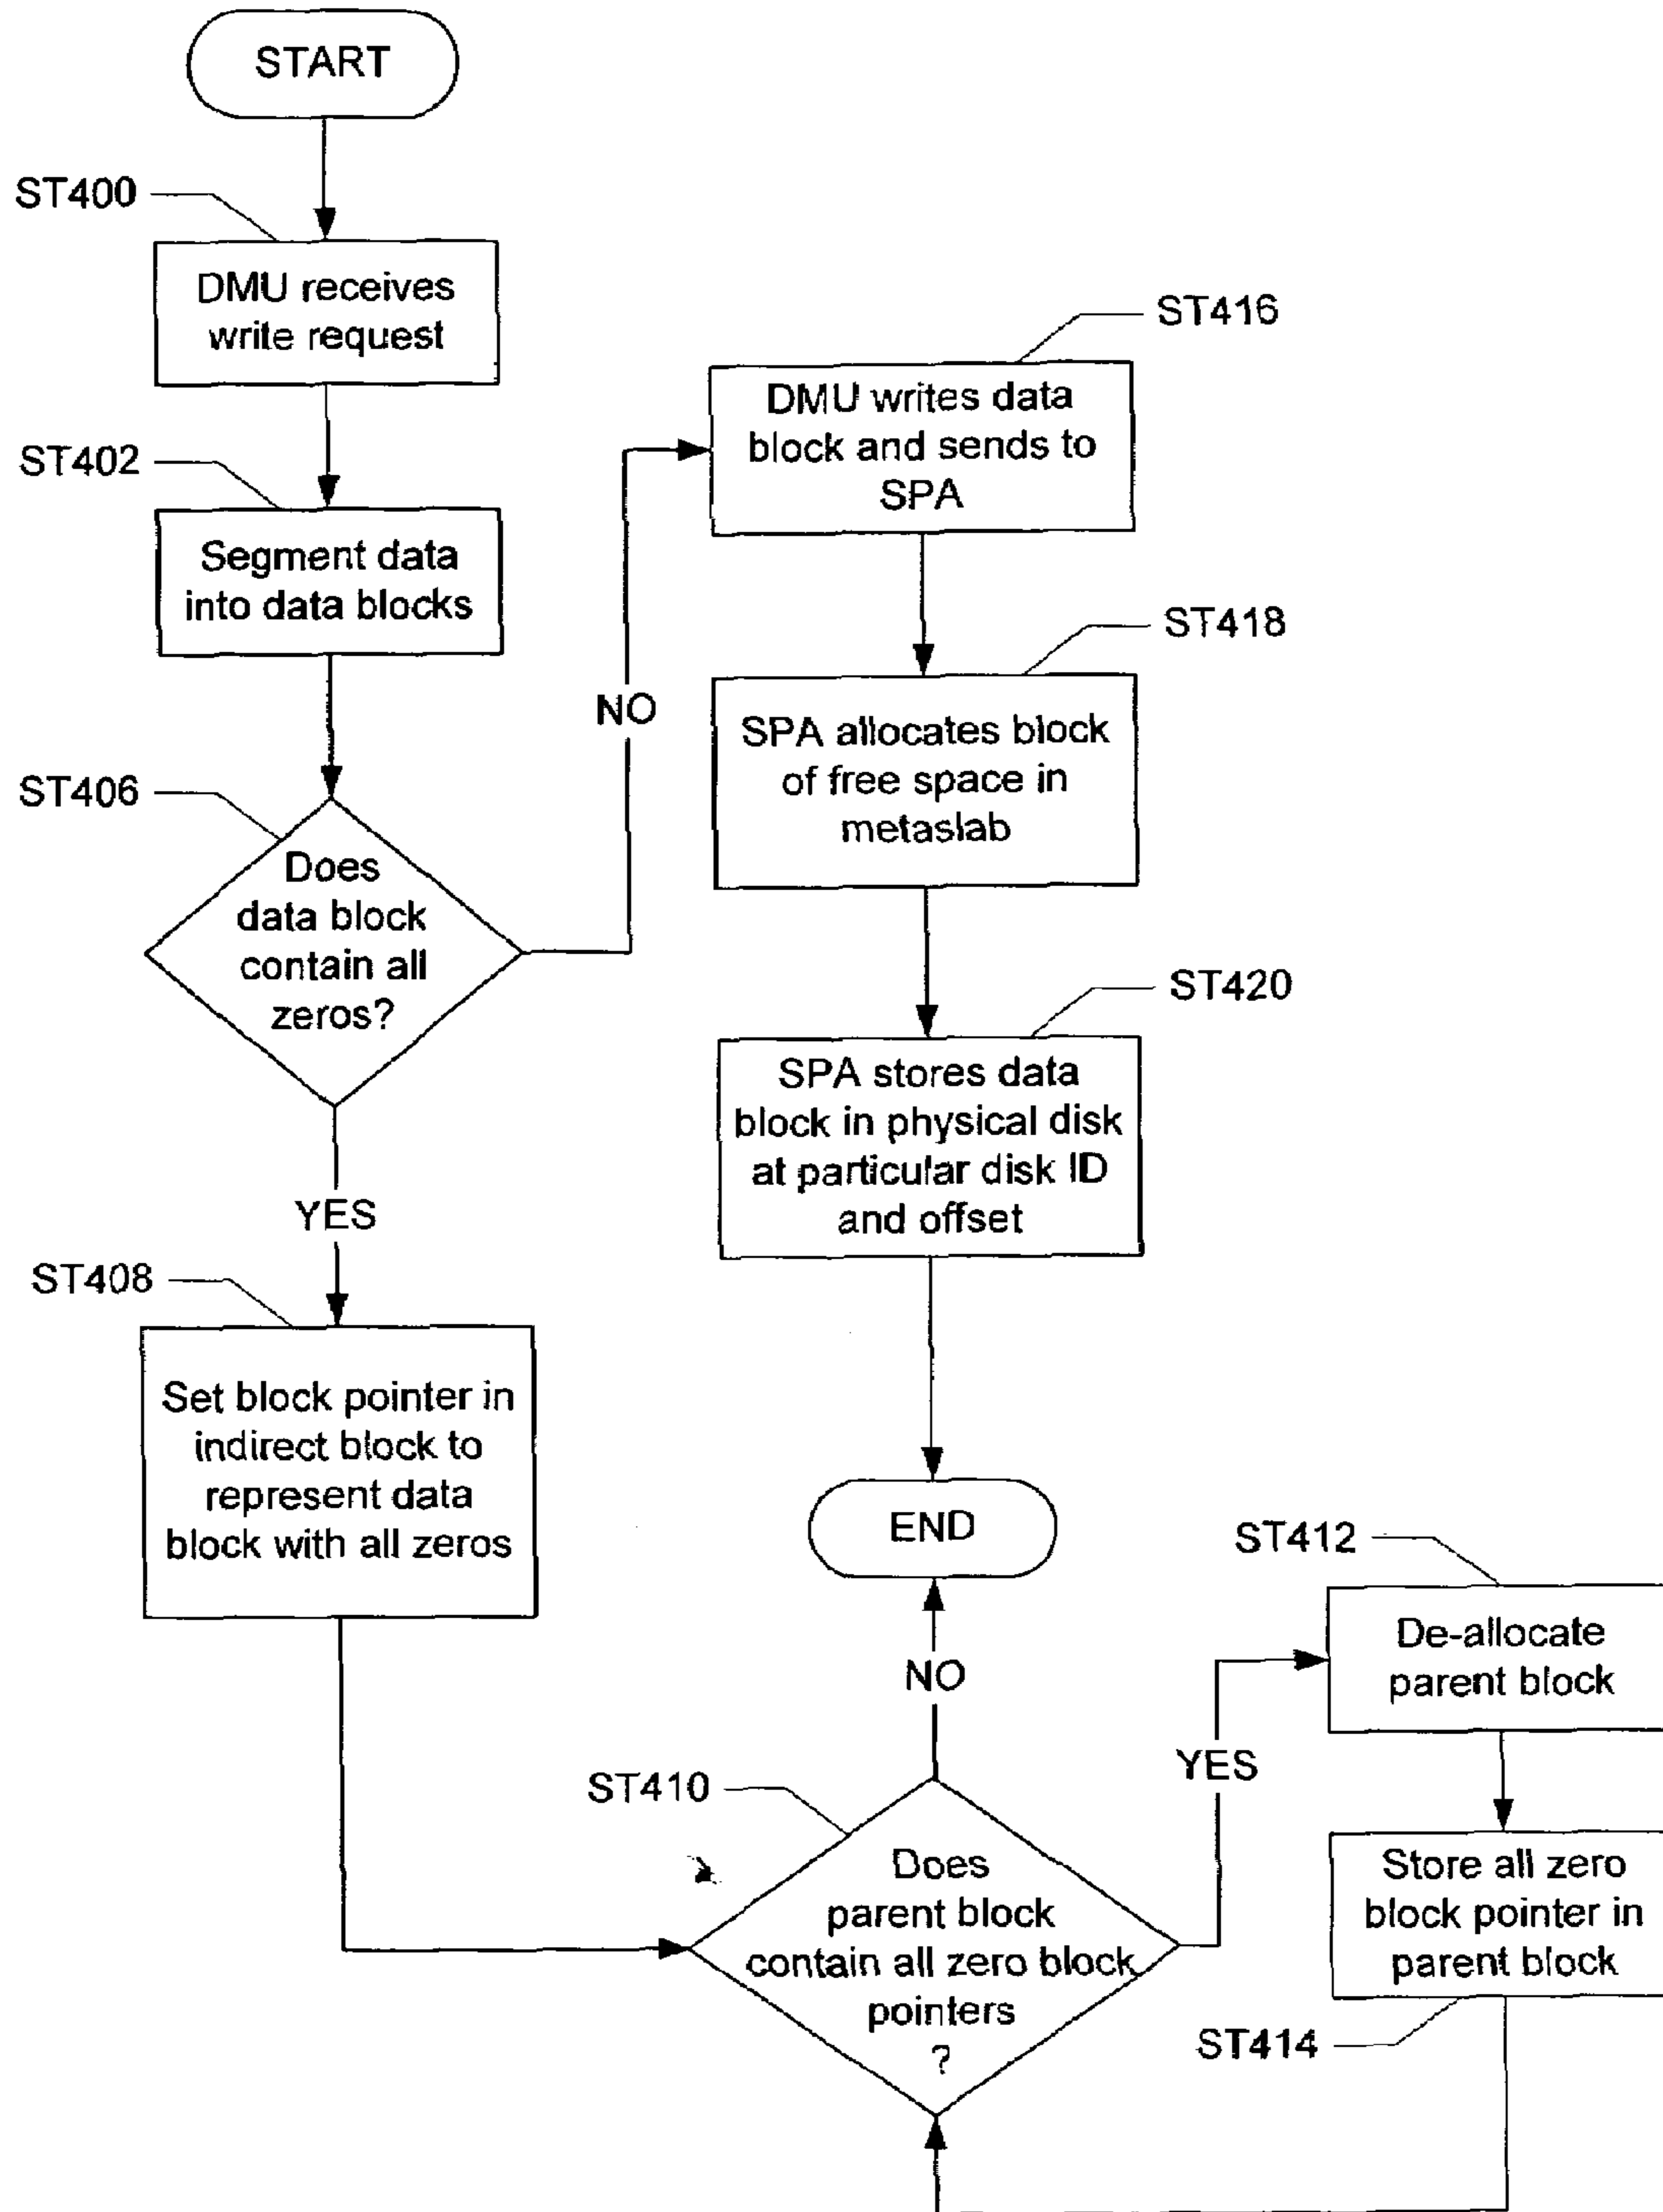 START
ST400
DMU receives
write request
ST402
Segment data
into data blocks
ST406
Does
data block
contain all
zeros?
NO
YES
ST408
Set block pointer in
indirect block to
represent data
block with all zeros
ST416
DMU writes data
block and sends to
SPA
ST418
SPA allocates block
of free space in
metaslab
ST420
SPA stores data
block in physical disk
at particular disk ID
and offset
END
NO
ST410
Does
parent block
contain all zero block
pointers
?
YES
ST412
De-allocate
parent block
Store all zero
block pointer in
parent block
ST414